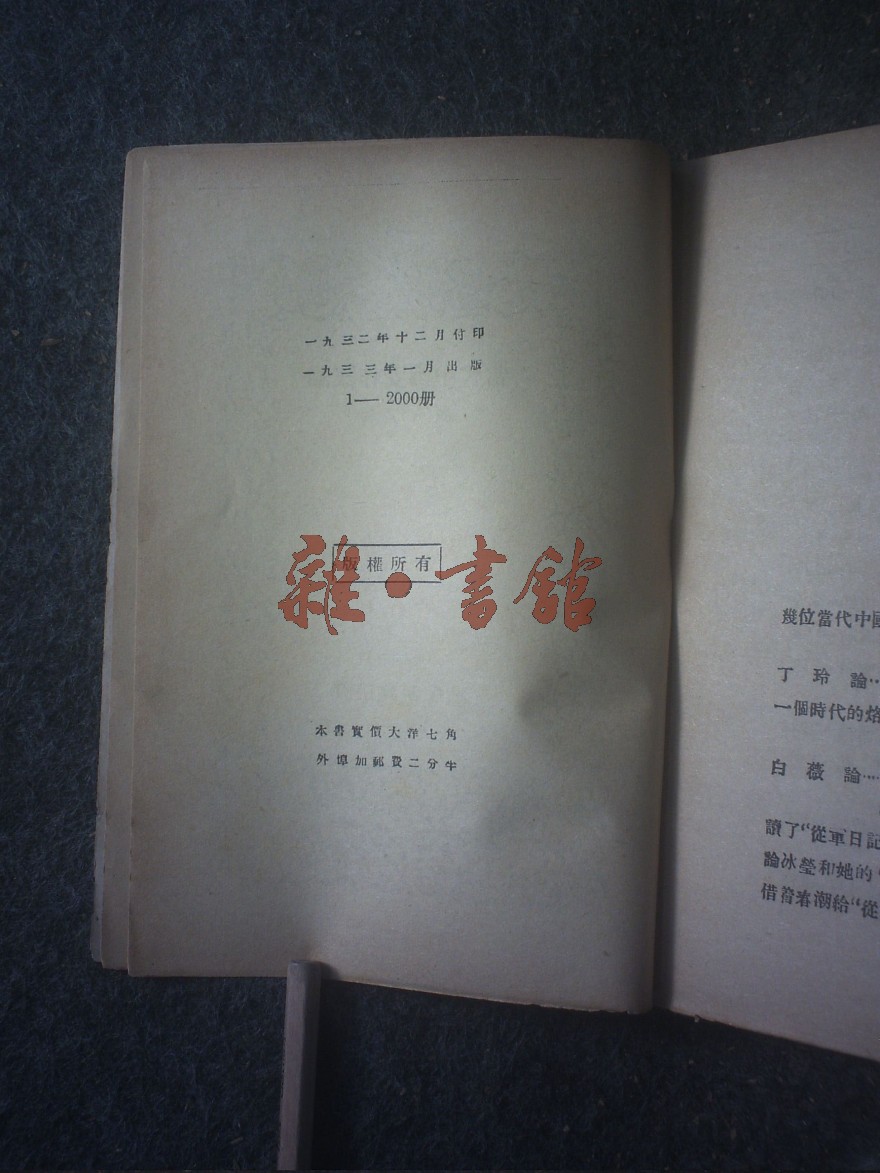 一九三二年十二月付印
一九三三年一月出版
1— 2000册
版權所有
雜•書館
本書實價大洋七角
外埠加郵費二分半
幾位當代中國
丁玲論…
一個時代的烙
白薇論…
讀了“從軍日記
論冰瑩和她的
借着春潮給“從